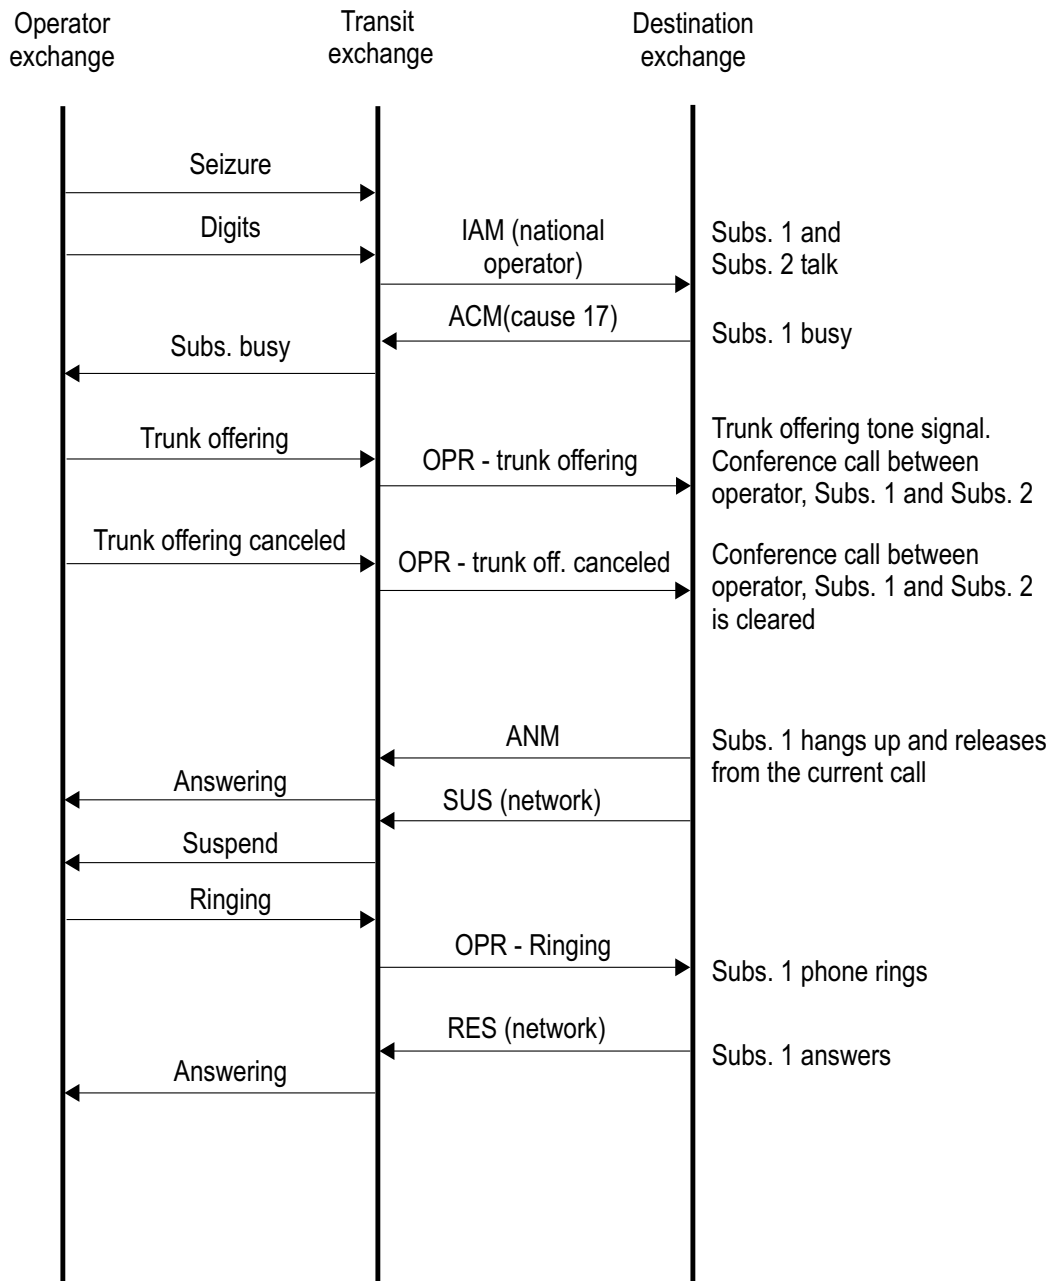 Operator
exchange
Transit
exchange
Destination
exchange
Seizure
Digits
IAM (national
operator)
Subs. 1 and
Subs. 2 talk
ACM(cause 17)
Subs. 1 busy
Subs. busy
Trunk offering
OPR - trunk offering
Trunk offering tone signal.
Conference call between
operator, Subs. 1 and Subs. 2
Trunk offering canceled
OPR - trunk off. canceled
Conference call between
operator, Subs. 1 and Subs. 2
is cleared
ANM
Subs. 1 hangs up and releases
from the current call
Answering
SUS (network)
Suspend
Ringing
OPR - Ringing
Subs. 1 phone rings
RES (network)
Subs. 1 answers
Answering